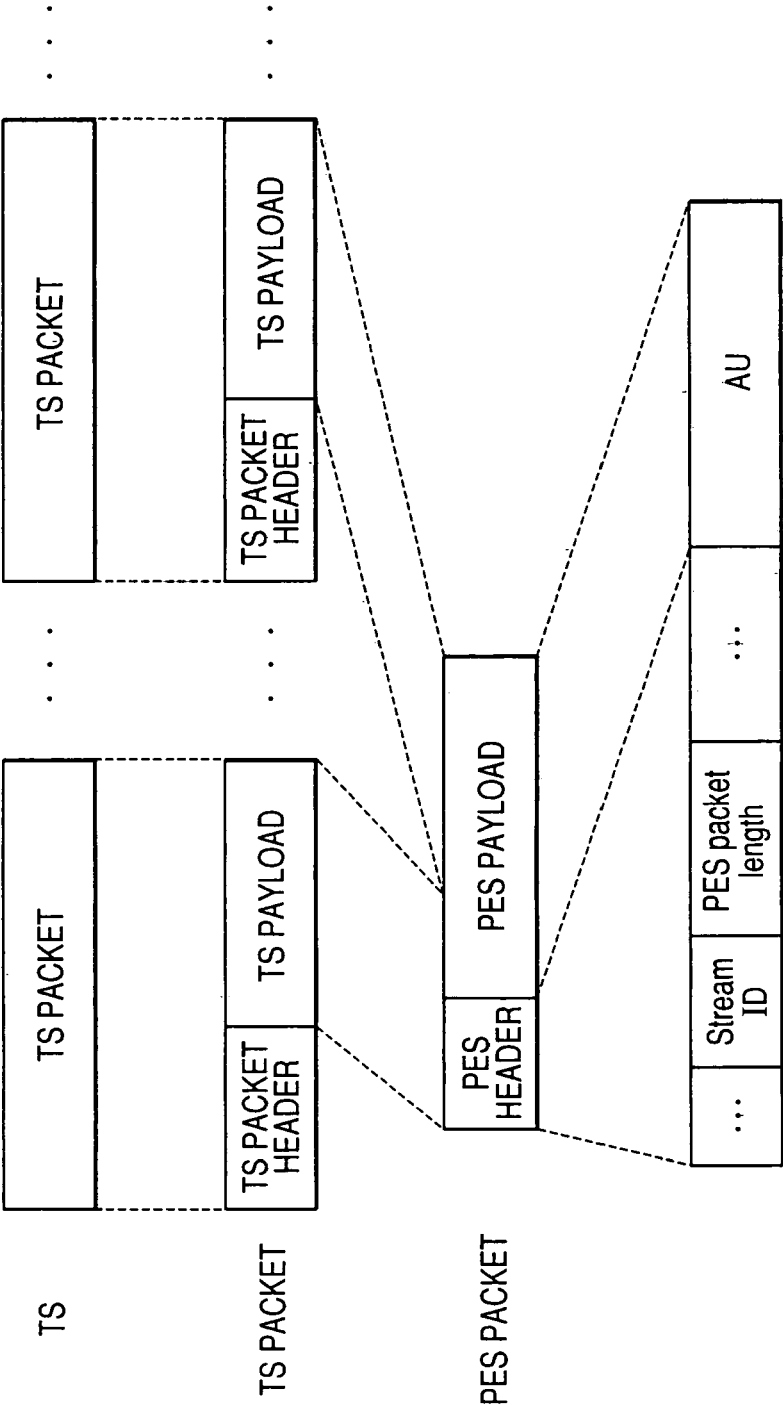 TS
TS PACKET
. . .
TS PACKET
. . .
TS PACKET
TS PACKET
HEADER
TS PAYLOAD
. . .
TS PACKET
HEADER
TS PAYLOAD
. . .
PES PACKET
PES
HEADER
PES PAYLOAD
...
Stream
ID
PES packet
length
...
AU